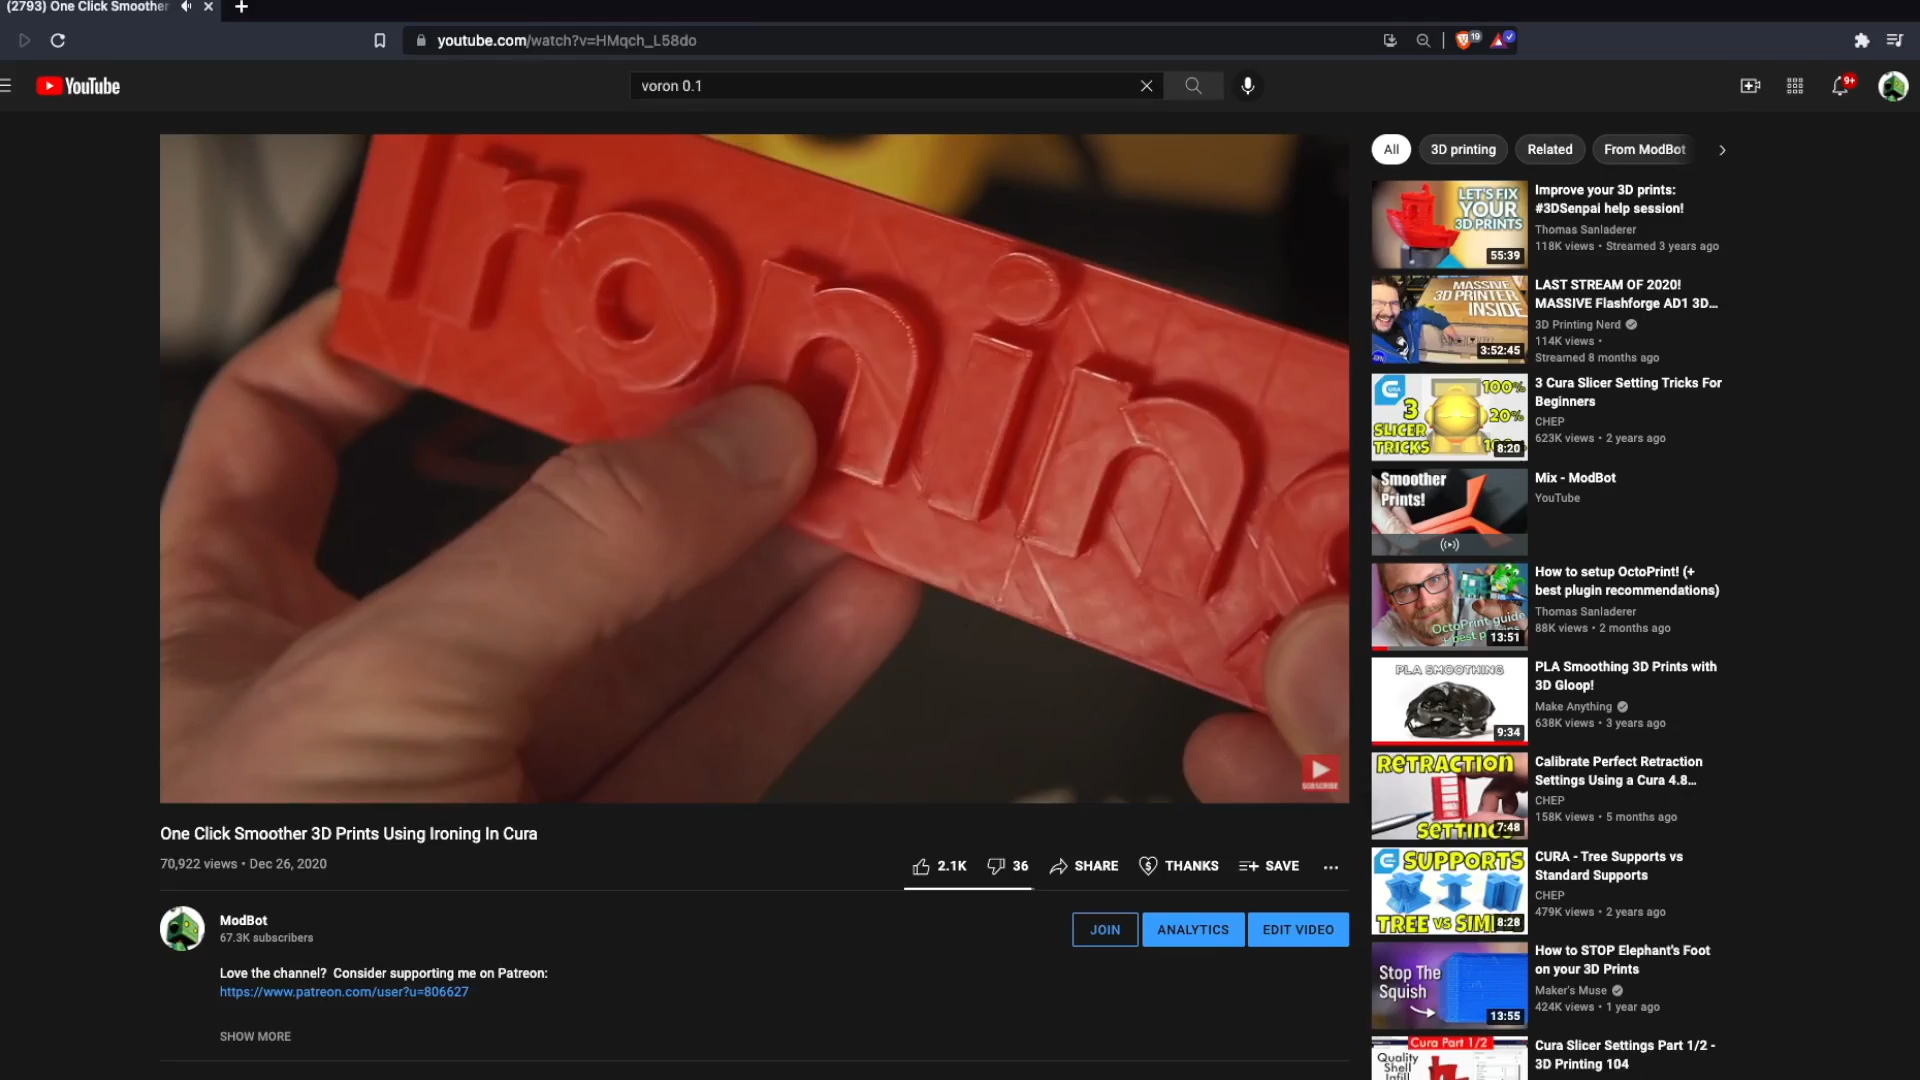 (2793) One Click Smoother
youtube.com/watch?v=HMqch_L58do
19
YouTube
voron 0.1
9+
Ironing
SUBSCRIBE
One Click Smoother 3D Prints Using Ironing In Cura
70,922 views • Dec 26, 2020
2.1K
36
SHARE
THANKS
SAVE
ModBot
67.3K subscribers
JOIN
ANALYTICS
EDIT VIDEO
Love the channel? Consider supporting me on Patreon:
https://www.patreon.com/user?u=806627
SHOW MORE
All
3D printing
Related
From ModBot
LET'S FIX
YOUR
3D PRINTS
55:39
Improve your 3D prints:
#3DSenpai help session!
Thomas Sanladerer
118K views • Streamed 3 years ago
MASSIVE
3D PRINTER
INSIDE
3:52:45
LAST STREAM OF 2020!
MASSIVE Flashforge AD1 3D...
3D Printing Nerd
114K views •
Streamed 8 months ago
CURA
3
SLICER
TRICKS
100%
20%
8:20
3 Cura Slicer Setting Tricks For
Beginners
CHEP
623K views • 2 years ago
Smoother
Prints!
Mix - ModBot
YouTube
OctoPrint guide
13:51
How to setup OctoPrint! (+
best plugin recommendations)
Thomas Sanladerer
88K views • 2 months ago
PLA SMOOTHING
9:34
PLA Smoothing 3D Prints with
3D Gloop!
Make Anything
638K views • 3 years ago
RETRACTION
SETTINGS
7:48
Calibrate Perfect Retraction
Settings Using a Cura 4.8...
CHEP
158K views • 5 months ago
SUPPORTS
TREE vs
8:28
CURA - Tree Supports vs
Standard Supports
CHEP
479K views • 2 years ago
Stop The
Squish
13:55
How to STOP Elephant's Foot
on your 3D Prints
Maker's Muse
424K views • 1 year ago
Cura Part 1/2
Quality
Shell
Infill
Cura Slicer Settings Part 1/2 -
3D Printing 104